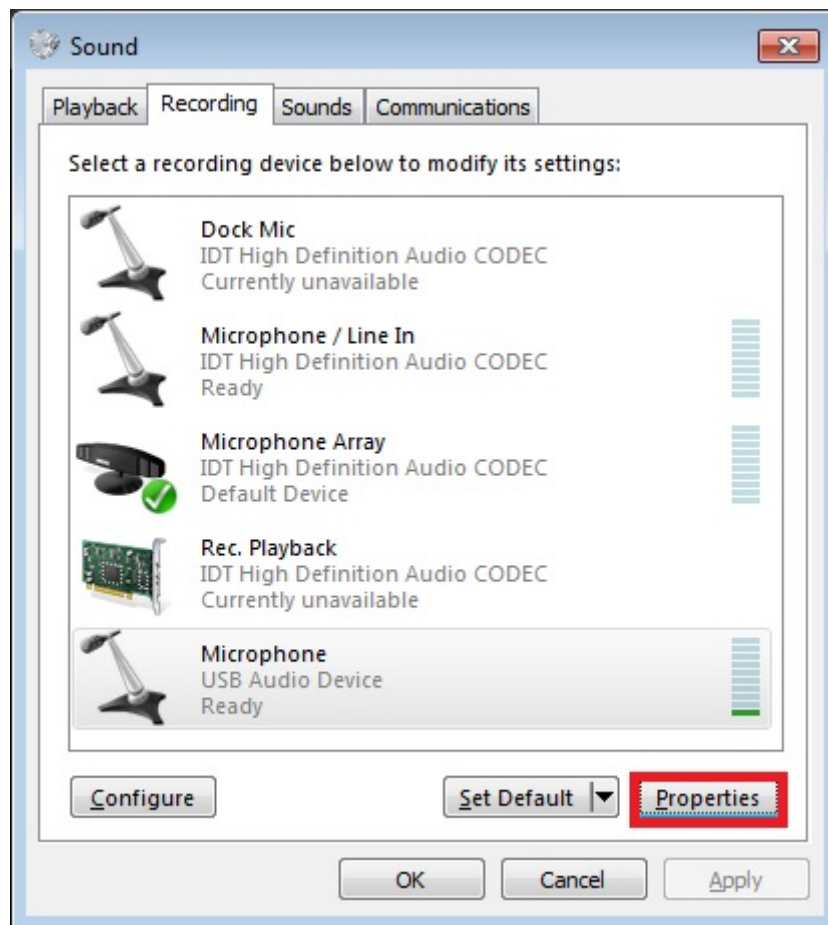 Sound
Playback Recording Sounds Communications
Select a recording device below to modify its settings:
Dock Mic
IDT High Definition Audio CODEC
Currently unavailable
Microphone / Line In
IDT High Definition Audio CODEC
Ready
Microphone Array
IDT High Definition Audio CODEC
Default Device
Rec. Playback
IDT High Definition Audio CODEC
Currently unavailable
Microphone
USB Audio Device
Ready
Configure Set Default Properties
OK Cancel Apply